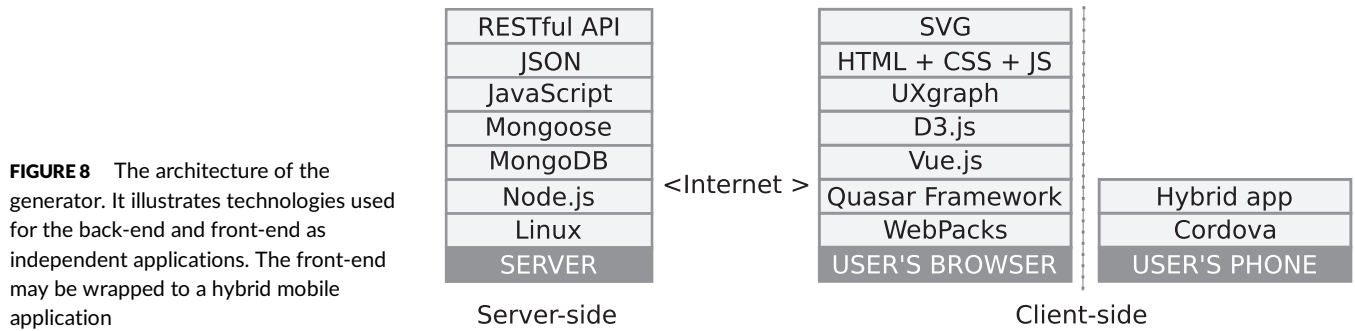 FIGURE 8 The architecture of the
generator. It illustrates technologies used
for the back-end and front-end as
independent applications. The front-end
may be wrapped to a hybrid mobile
application
RESTful API
JSON
JavaScript
Mongoose
MongoDB
Node.js
Linux
SERVER
Server-side
<Internet >
SVG
HTML + CSS + JS
UXgraph
D3.js
Vue.js
Quasar Framework
WebPacks
USER'S BROWSER
Hybrid app
Cordova
USER'S PHONE
Client-side